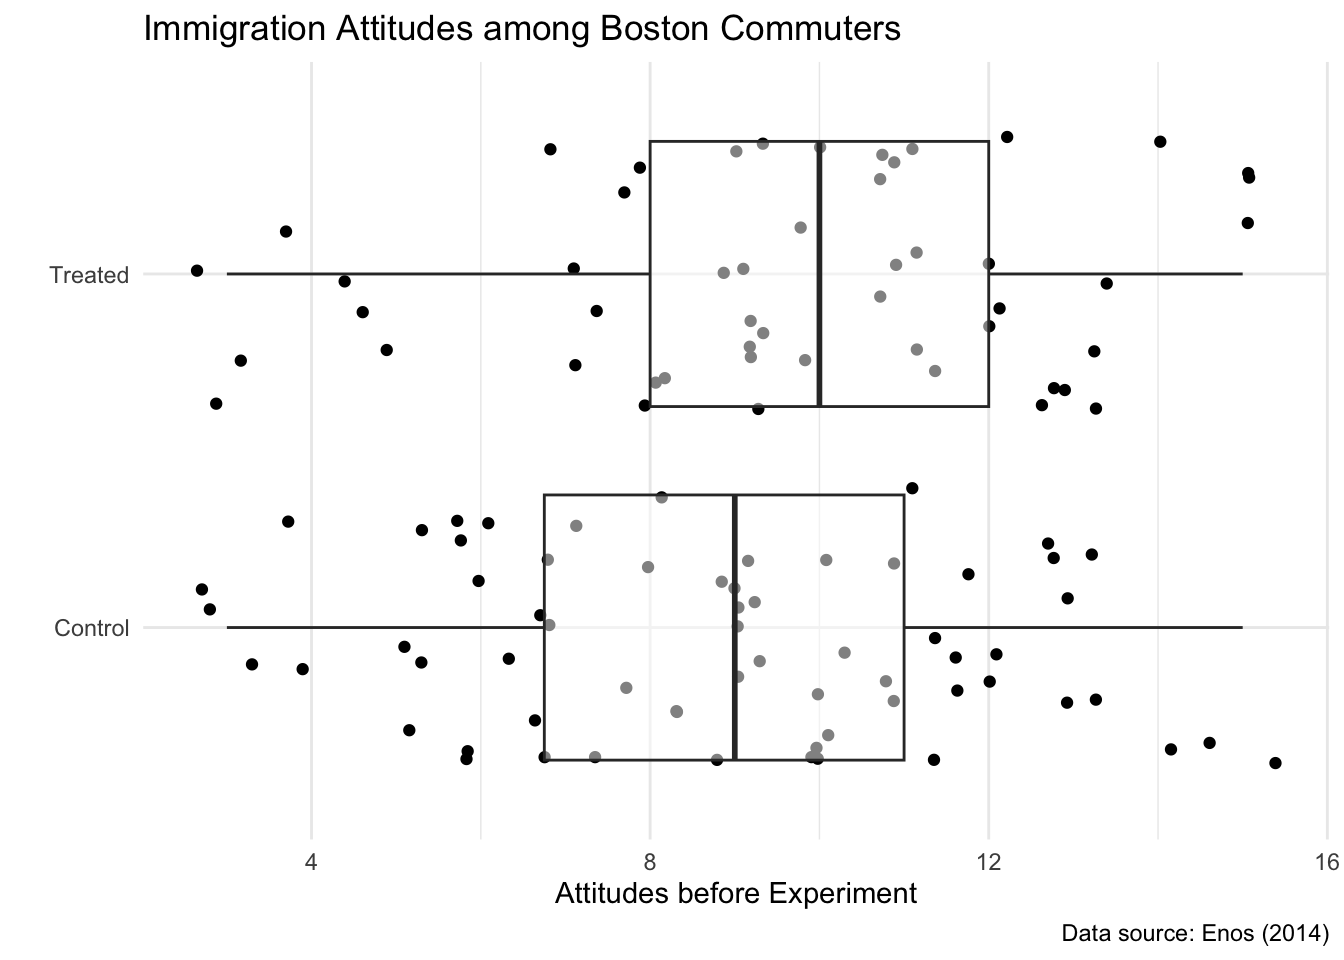 Immigration Attitudes among Boston Commuters
Treated
Control
4 8 12 16
Attitudes before Experiment
Data source: Enos (2014)